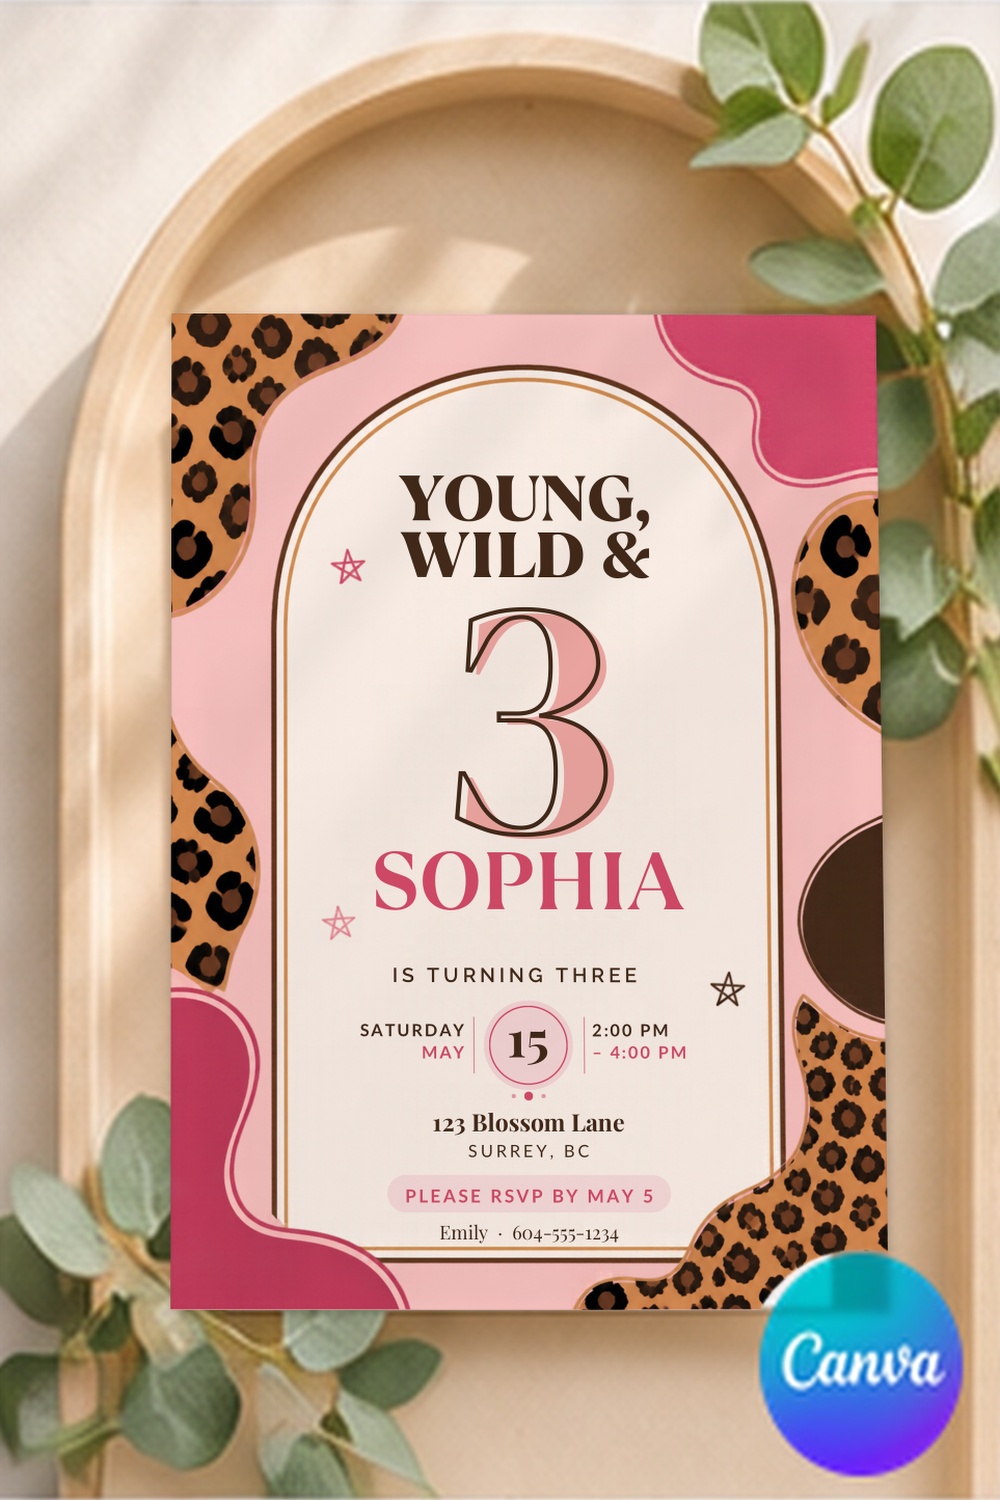 YOUNG,
WILD &
3
SOPHIA
IS TURNING THREE
SATURDAY
MAY
15
2:00 PM
– 4:00 PM
123 Blossom Lane
SURREY, BC
PLEASE RSVP BY MAY 5
Emily · 604-555-1234
Canva